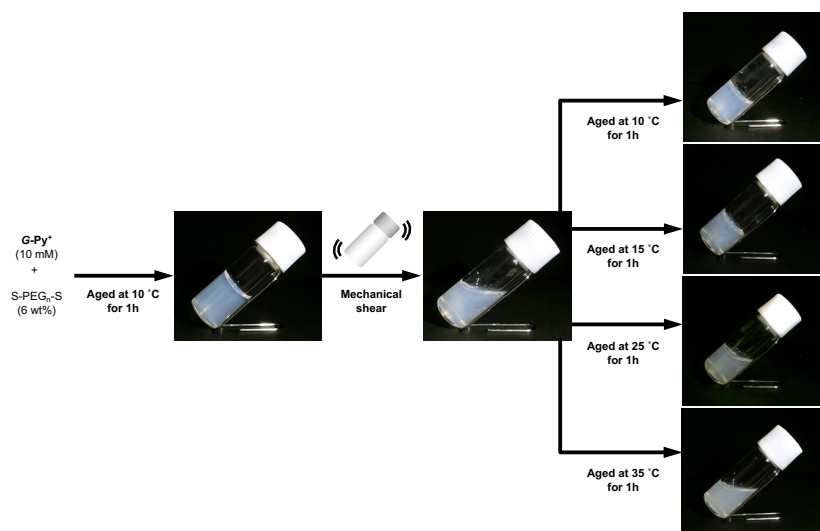 G-Py⁺
(10 mM)
+
S-PEGₙ-S
(6 wt%)
Aged at 10 ˚C
for 1h
Mechanical
shear
Aged at 10 ˚C
for 1h
Aged at 15 ˚C
for 1h
Aged at 25 ˚C
for 1h
Aged at 35 ˚C
for 1h